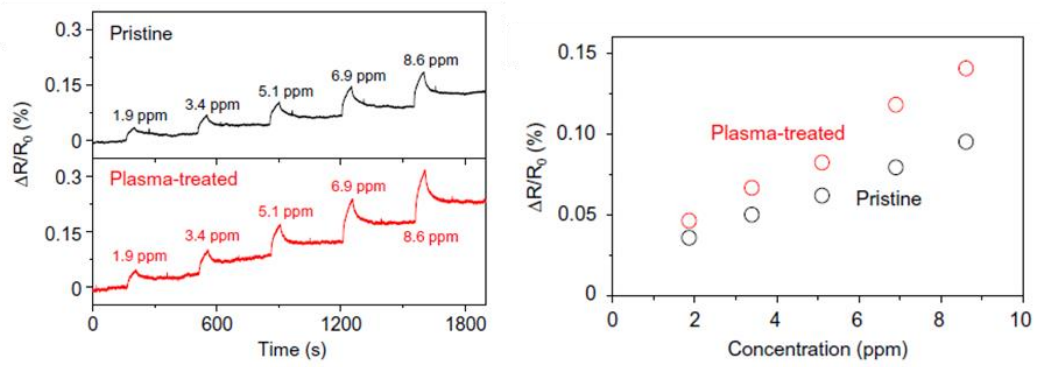 0.3
Pristine
0.15
1.9 ppm
3.4 ppm
5.1 ppm
6.9 ppm
8.6 ppm
0
ΔR/R0 (%)
0.3
Plasma-treated
0.15
1.9 ppm
3.4 ppm
5.1 ppm
6.9 ppm
8.6 ppm
0
0 600 1200 1800
Time (s)
0.15
0.10
0.05
0
ΔR/R0 (%)
Plasma-treated
Pristine
0 2 4 6 8 10
Concentration (ppm)